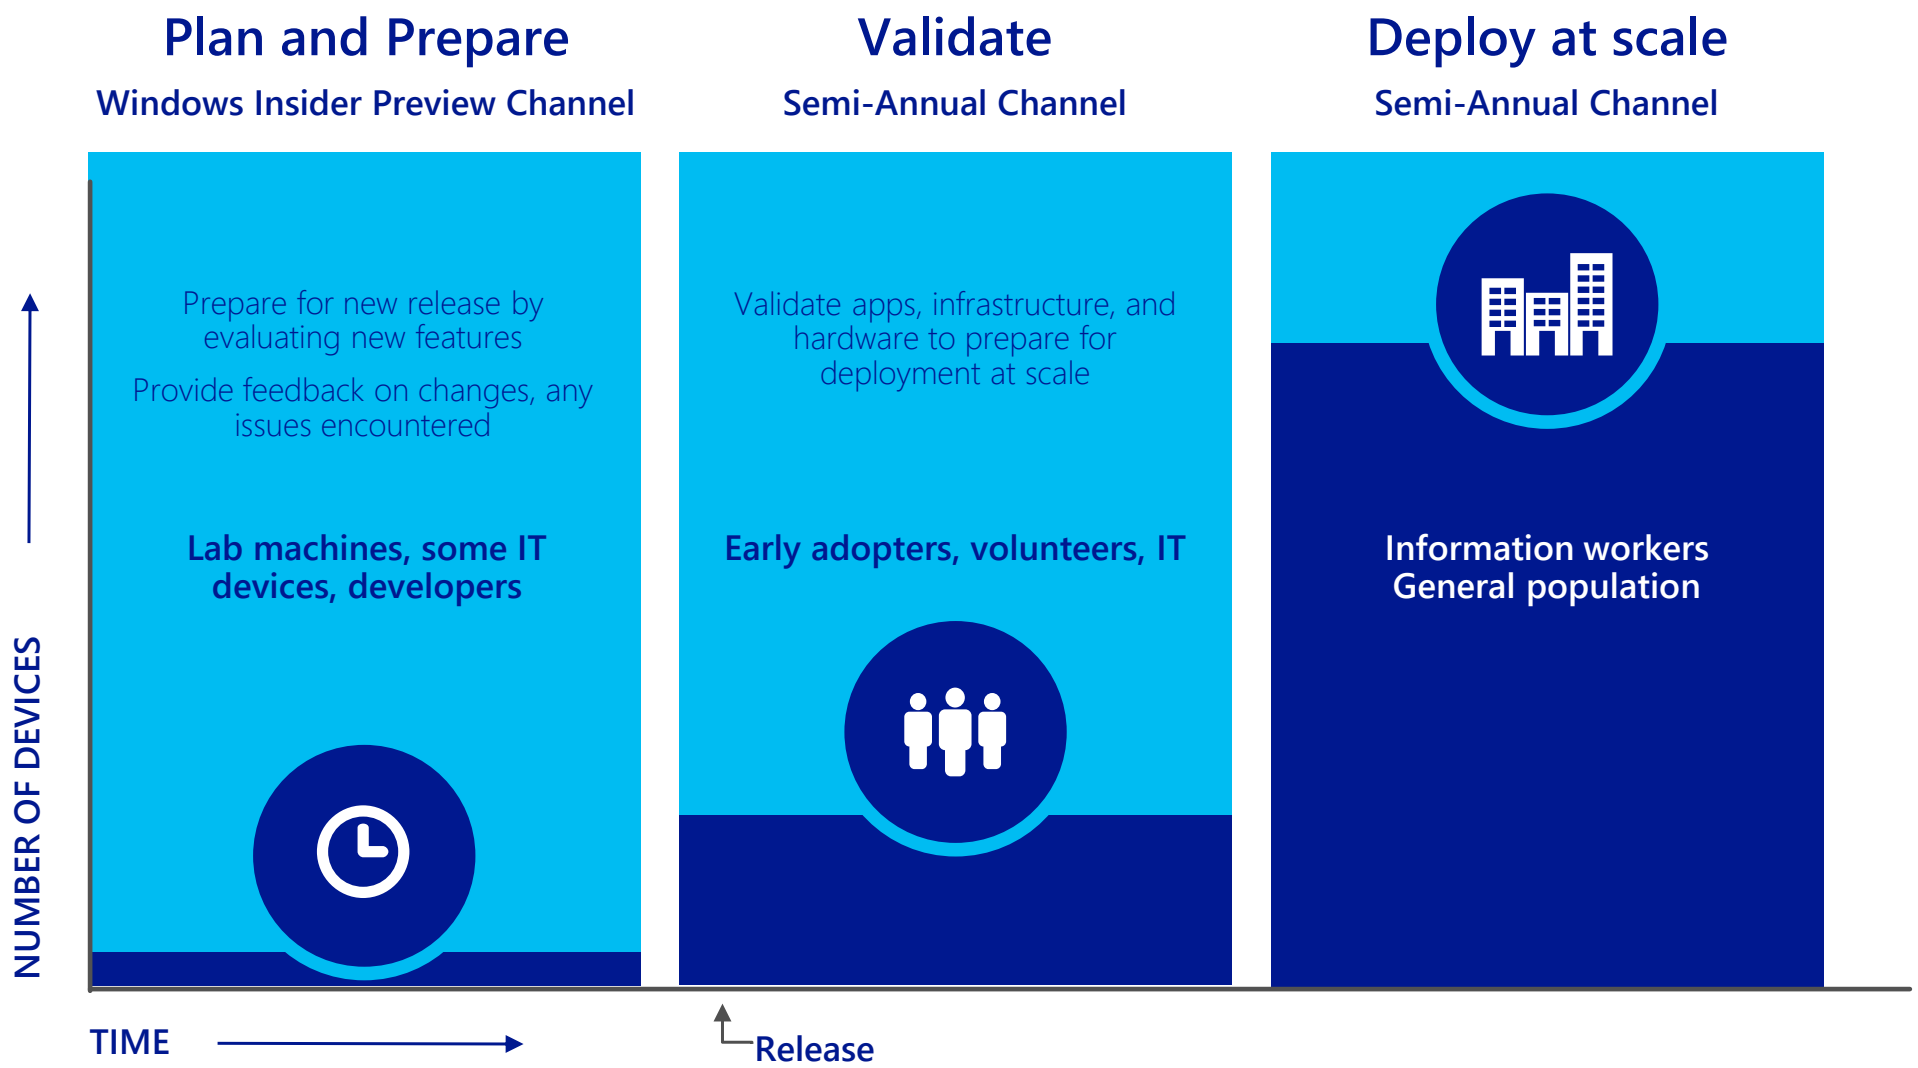 Plan and Prepare
Windows Insider Preview Channel
Prepare for new release by
evaluating new features
Provide feedback on changes, any
issues encountered
Lab machines, some IT
devices, developers
Validate
Semi-Annual Channel
Validate apps, infrastructure, and
hardware to prepare for
deployment at scale
Early adopters, volunteers, IT
Deploy at scale
Semi-Annual Channel
Information workers
General population
NUMBER OF DEVICES
TIME
Release